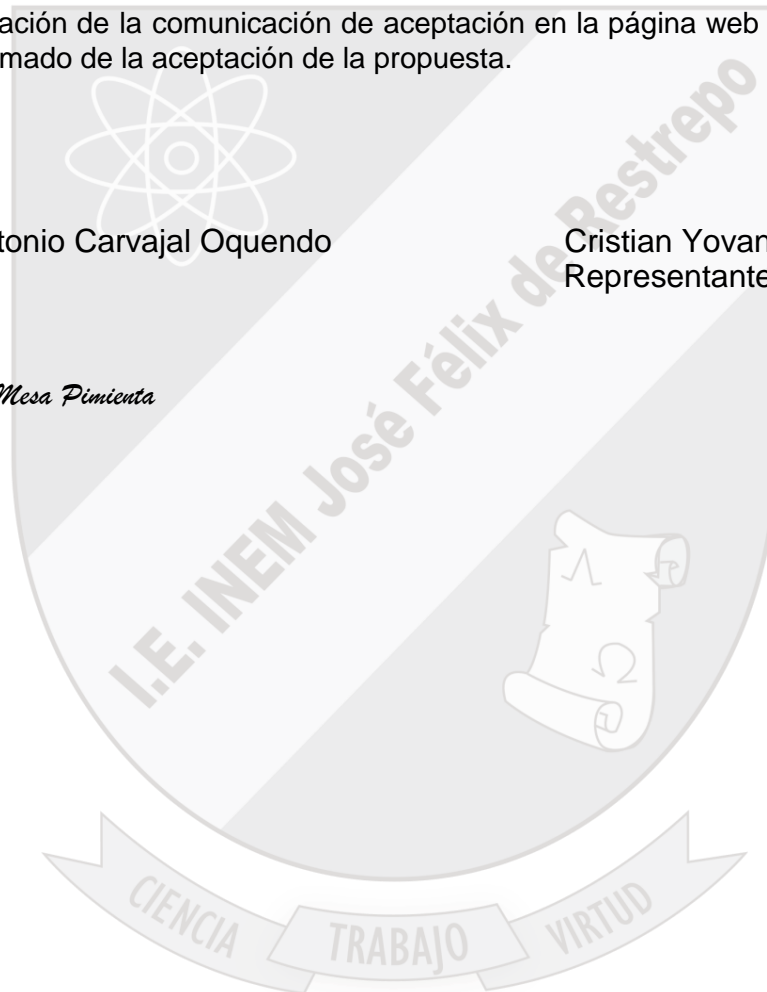 ación de la comunicación de aceptación en la página web
mado de la aceptación de la propuesta.
tonio Carvajal Oquendo
Cristian Yovan
Representante
Mesa Pimienta
I.E. INEM José Félix de Restrepo
CIENCIA TRABAJO VIRTUD